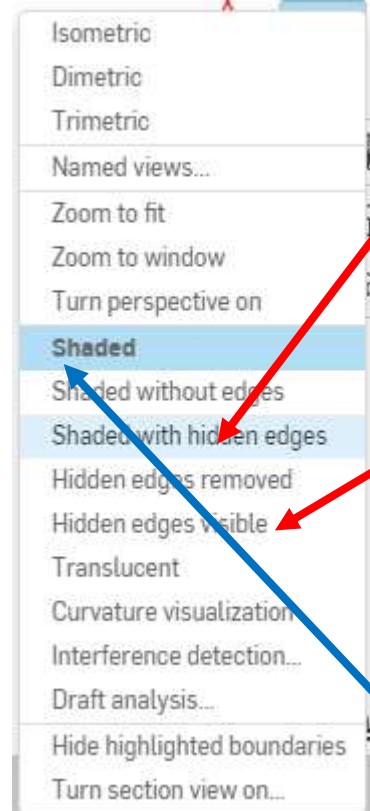 Isometric
Dimetric
Trimetric
Named views...
Zoom to fit
Zoom to window
Turn perspective on
Shaded
Shaded without edges
Shaded with hidden edges
Hidden edges removed
Hidden edges visible
Translucent
Curvature visualization
Interference detection...
Draft analysis...
Hide highlighted boundaries
Turn section view on...